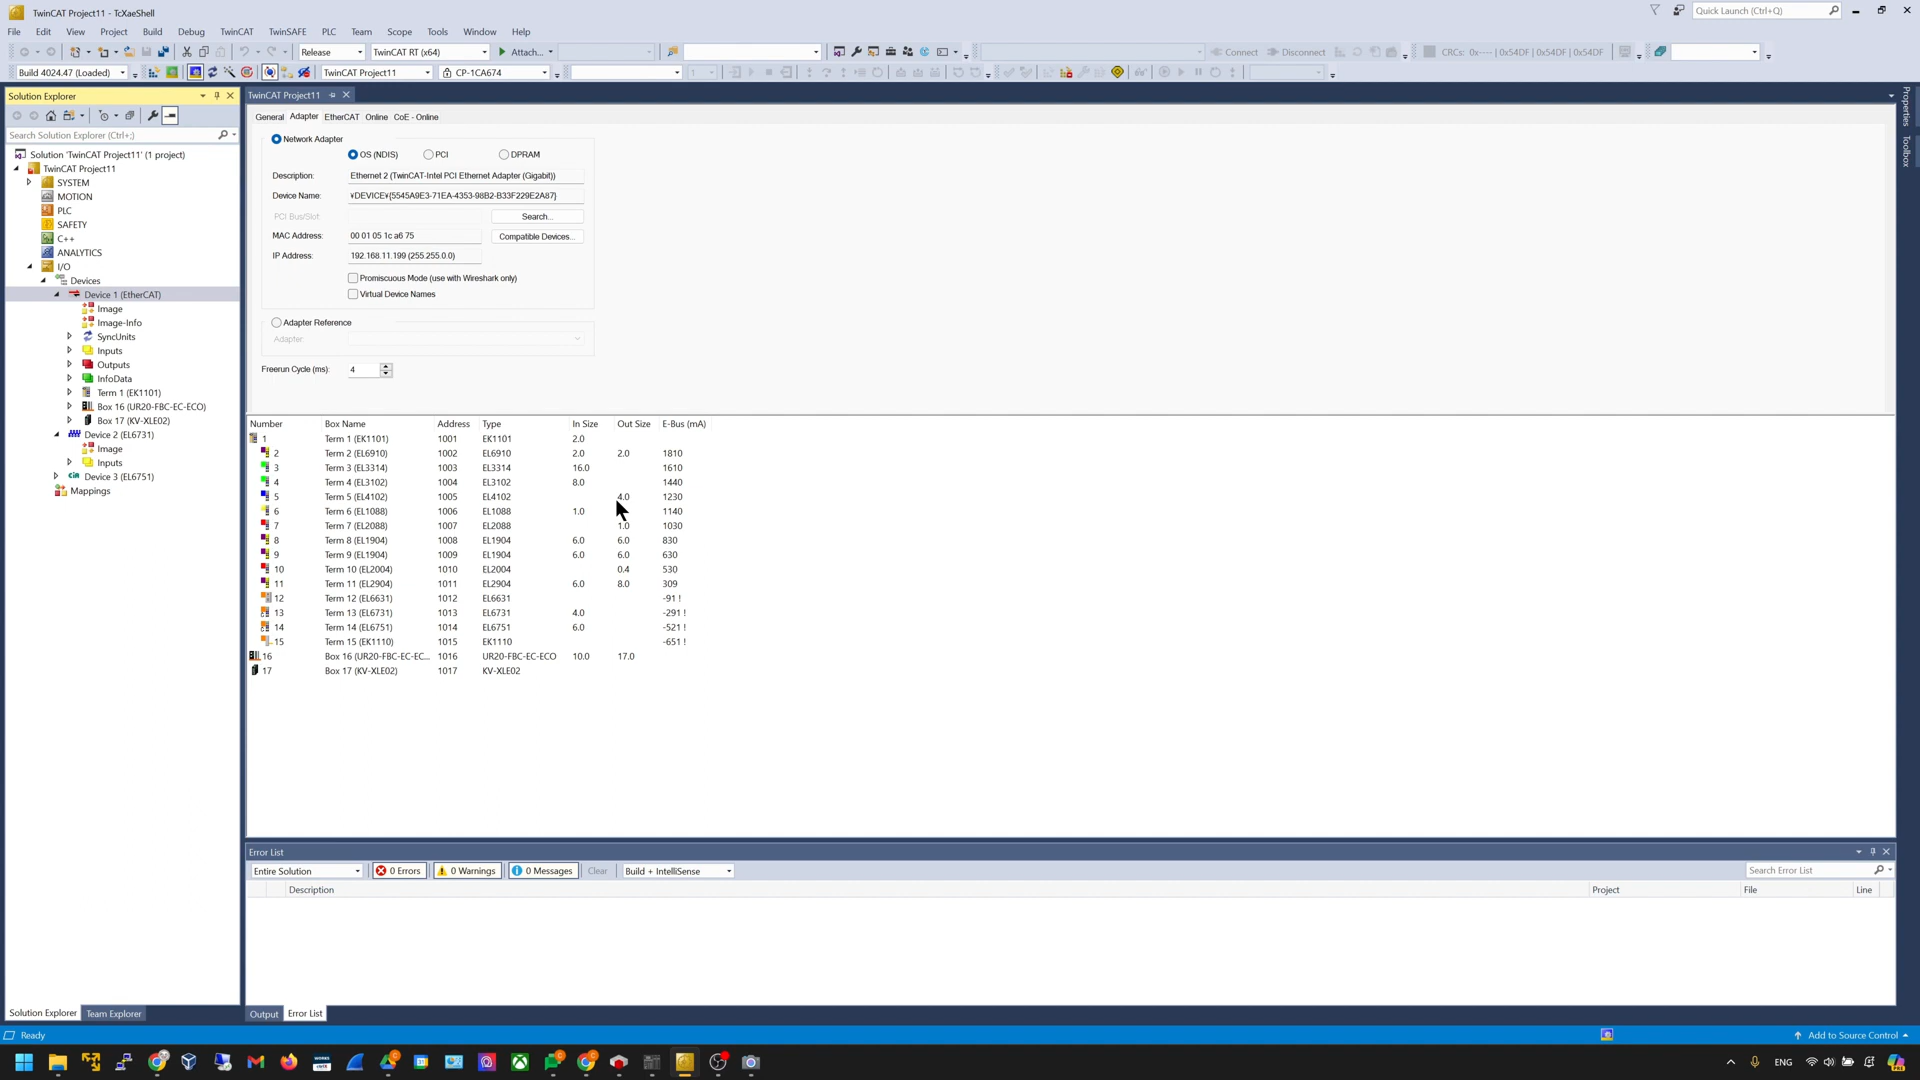 TwinCAT Project11 - TcXaeShell
Quick Launch (Ctrl+Q)
File Edit View Project Build Debug TwinCAT TwinSAFE PLC Team Scope Tools Window Help
Release TwinCAT RT (x64) Attach... Connect Disconnect CRCs: 0x---- | 0x54DF | 0x54DF | 0x54DF
Build 4024.47 (Loaded) TwinCAT Project11 CP-1CA674 1
Solution Explorer
Search Solution Explorer (Ctrl+;)
Solution 'TwinCAT Project11' (1 project)
TwinCAT Project11
SYSTEM
MOTION
PLC
SAFETY
C++
ANALYTICS
I/O
Devices
Device 1 (EtherCAT)
Image
Image-Info
SyncUnits
Inputs
Outputs
InfoData
Term 1 (EK1101)
Box 16 (UR20-FBC-EC-ECO)
Box 17 (KV-XLE02)
Device 2 (EL6731)
Image
Inputs
Device 3 (EL6751)
Mappings
Solution Explorer Team Explorer
TwinCAT Project11
General Adapter EtherCAT Online CoE - Online
Network Adapter
OS (NDIS) PCI DPRAM
Description: Ethernet 2 (TwinCAT-Intel PCI Ethernet Adapter (Gigabit))
Device Name: ¥DEVICE¥{5545A9E3-71EA-4353-98B2-B33F229E2A87}
PCI Bus/Slot: Search...
MAC Address: 00 01 05 1c a6 75 Compatible Devices...
IP Address: 192.168.11.199 (255.255.0.0)
Promiscuous Mode (use with Wireshark only)
Virtual Device Names
Adapter Reference
Adapter:
Freerun Cycle (ms): 4
Number Box Name Address Type In Size Out Size E-Bus (mA)
1 Term 1 (EK1101) 1001 EK1101 2.0
2 Term 2 (EL6910) 1002 EL6910 2.0 2.0 1810
3 Term 3 (EL3314) 1003 EL3314 16.0 1610
4 Term 4 (EL3102) 1004 EL3102 8.0 1440
5 Term 5 (EL4102) 1005 EL4102 4.0 1230
6 Term 6 (EL1088) 1006 EL1088 1.0 1140
7 Term 7 (EL2088) 1007 EL2088 1.0 1030
8 Term 8 (EL1904) 1008 EL1904 6.0 6.0 830
9 Term 9 (EL1904) 1009 EL1904 6.0 6.0 630
10 Term 10 (EL2004) 1010 EL2004 0.4 530
11 Term 11 (EL2904) 1011 EL2904 6.0 8.0 309
12 Term 12 (EL6631) 1012 EL6631 -91 !
13 Term 13 (EL6731) 1013 EL6731 4.0 -291 !
14 Term 14 (EL6751) 1014 EL6751 6.0 -521 !
15 Term 15 (EK1110) 1015 EK1110 -651 !
16 Box 16 (UR20-FBC-EC-EC... 1016 UR20-FBC-EC-ECO 10.0 17.0
17 Box 17 (KV-XLE02) 1017 KV-XLE02
Error List
Entire Solution 0 Errors 0 Warnings 0 Messages Clear Build + IntelliSense Search Error List
Description Project File Line
Output Error List
Properties
Toolbox
Ready Add to Source Control
ENG